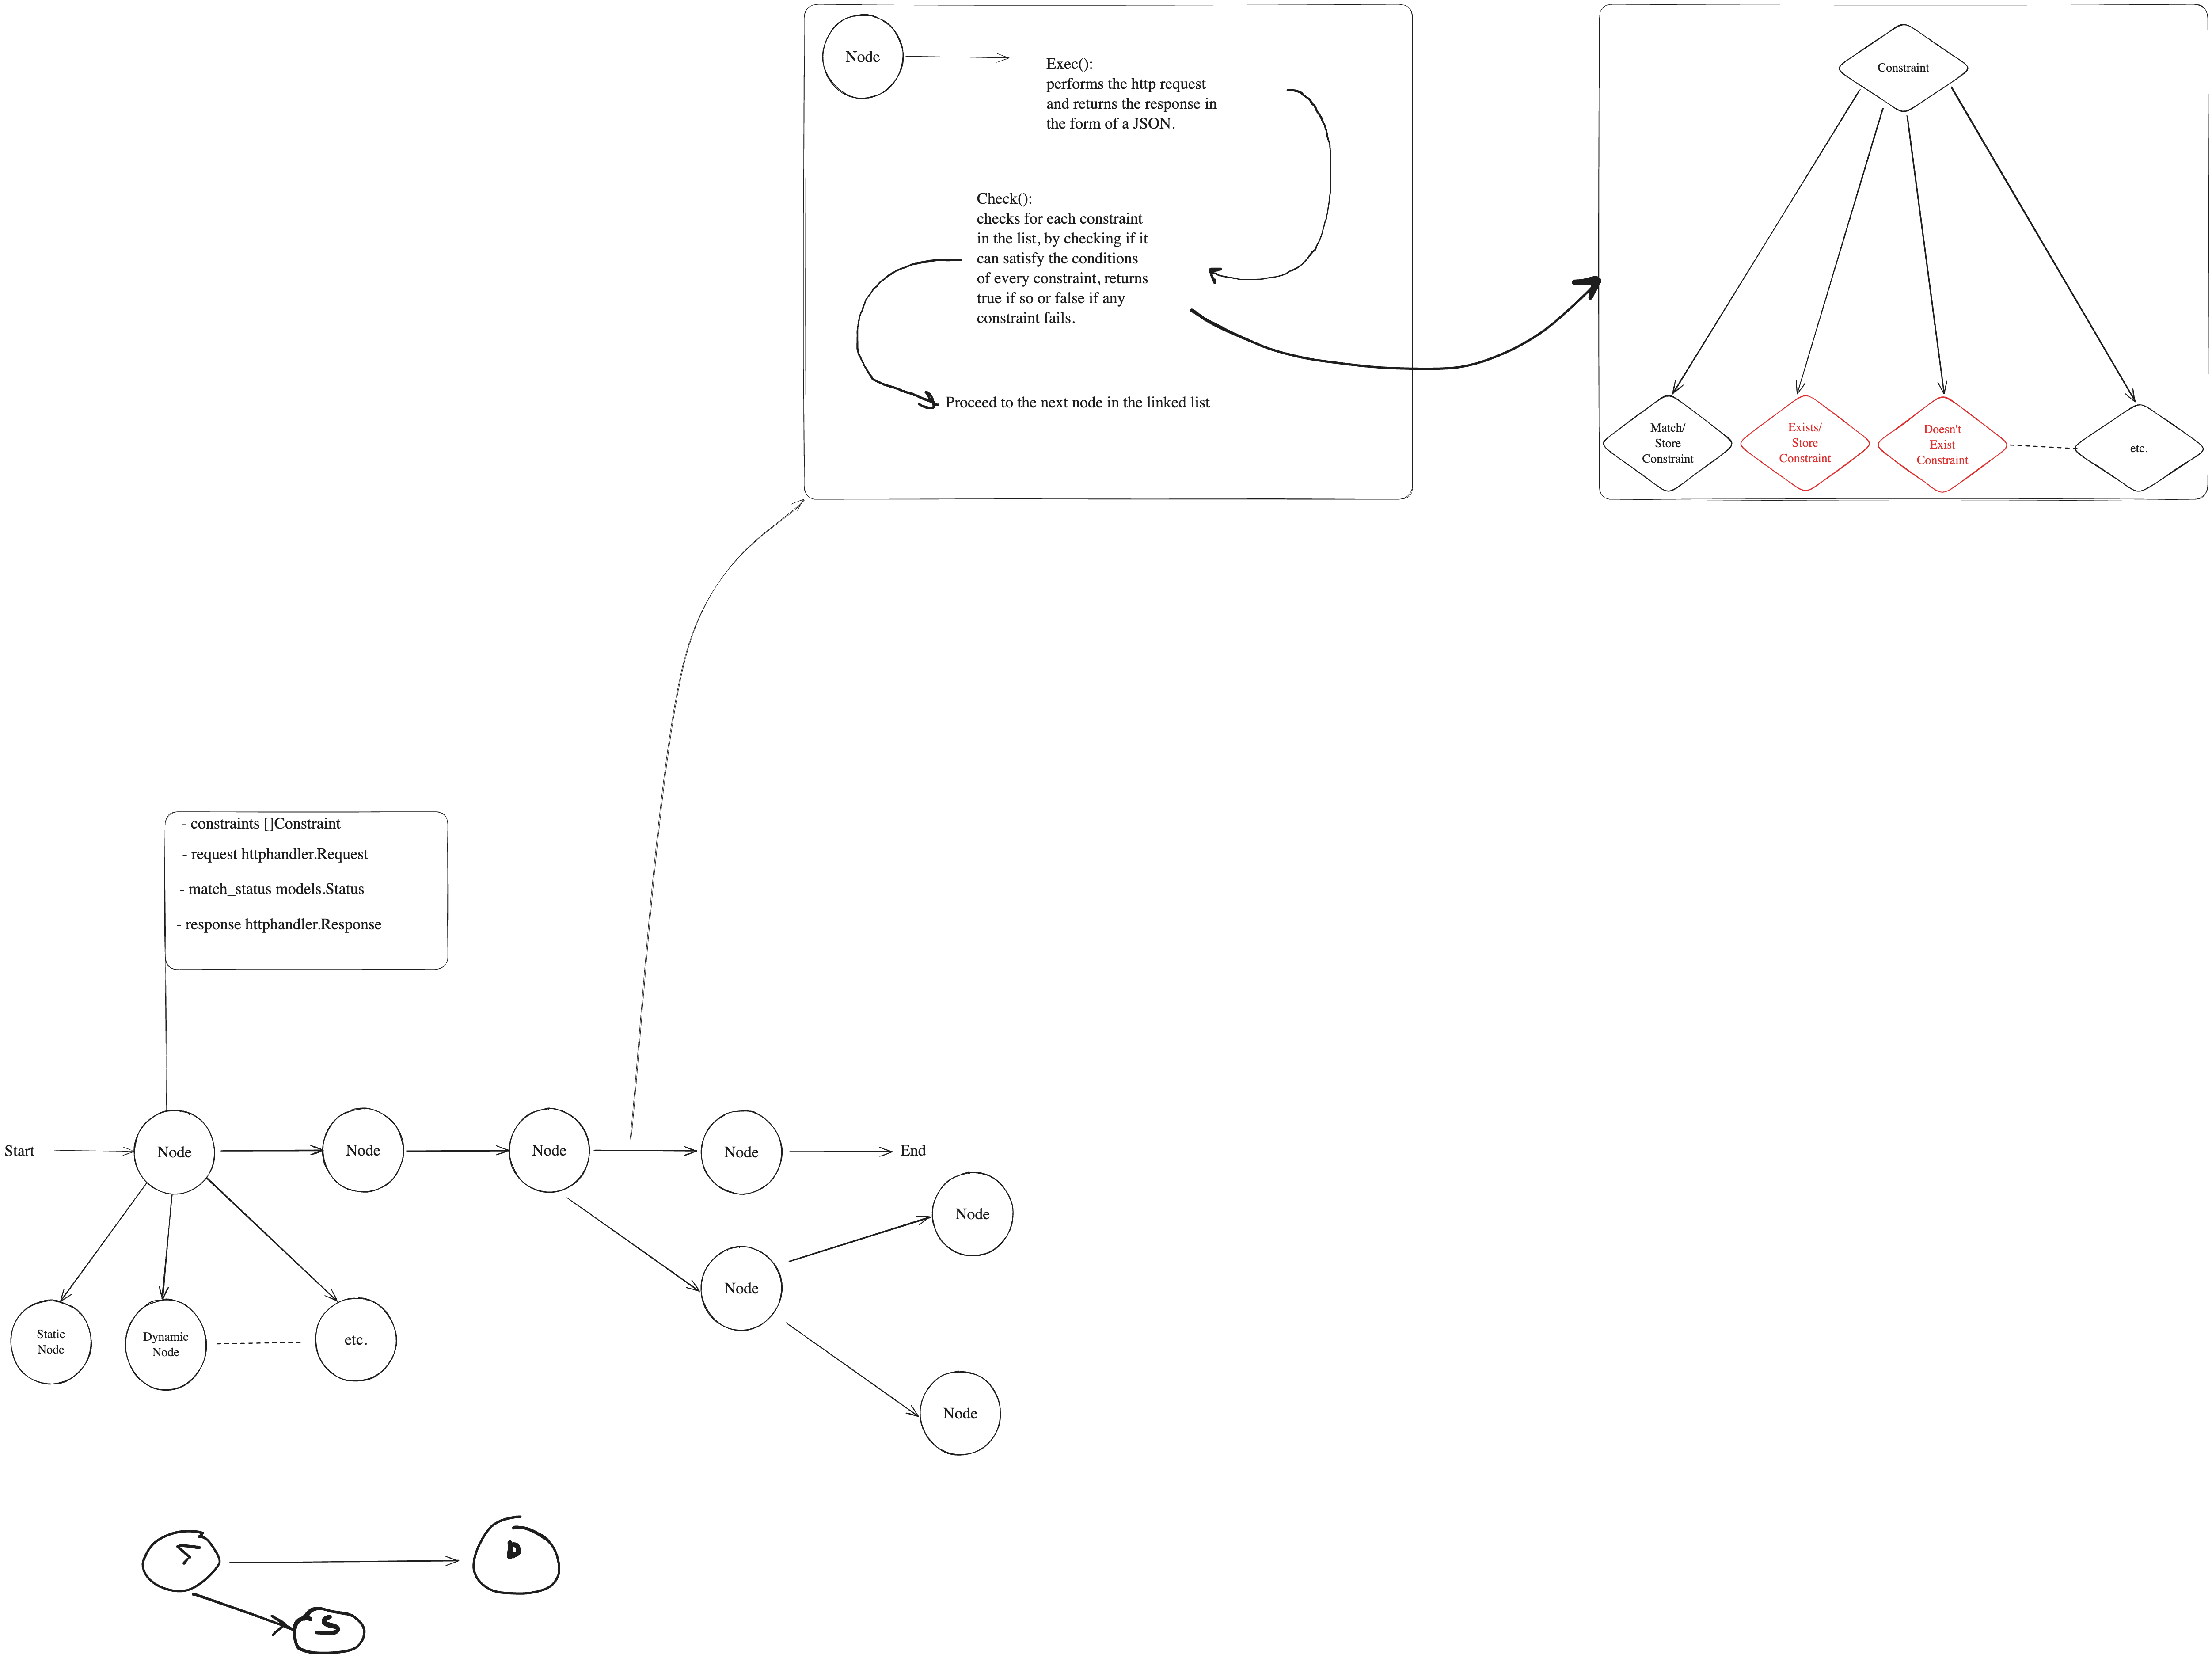 Node
Exec():
performs the http request
and returns the response in
the form of a JSON.
Check():
checks for each constraint
in the list, by checking if it
can satisfy the conditions
of every constraint, returns
true if so or false if any
constraint fails.
Proceed to the next node in the linked list
Constraint
Match/
Store
Constraint
Exists/
Store
Constraint
Doesn't
Exist
Constraint
etc.
- constraints []Constraint
- request httphandler.Request
- match_status models.Status
- response httphandler.Response
Start
Node
Node
Node
Node
End
Node
Node
Node
Static
Node
Dynamic
Node
etc.
D
S